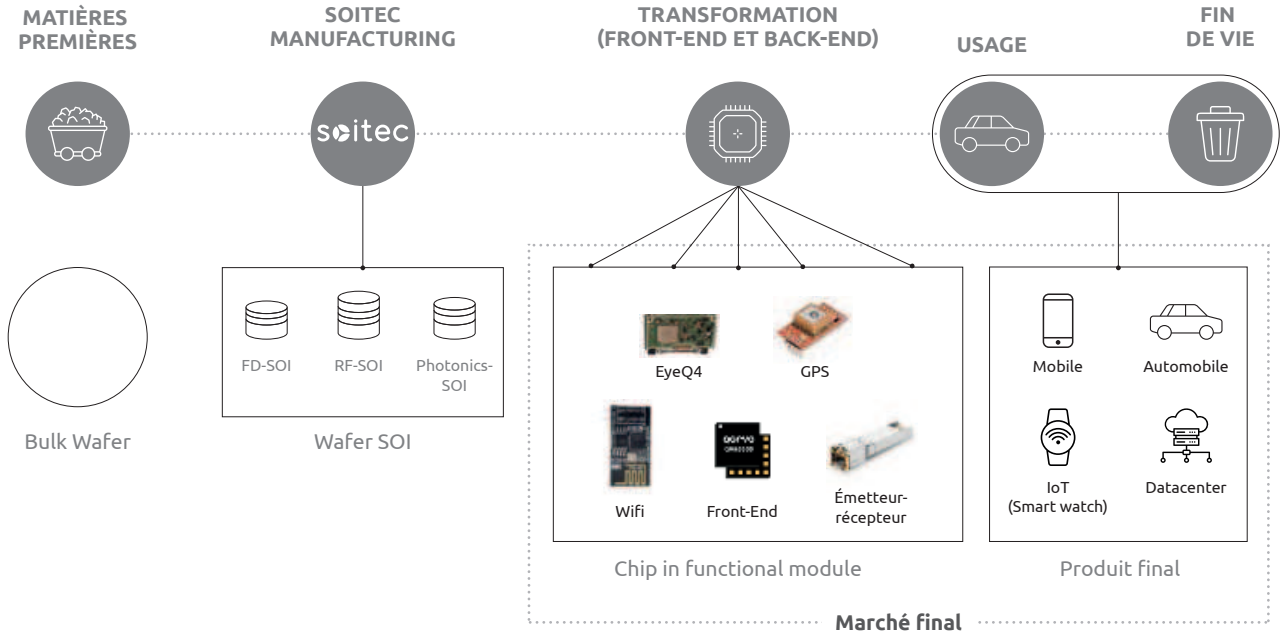 MATIÈRES
PREMIÈRES
SOITEC
MANUFACTURING
TRANSFORMATION
(FRONT-END ET BACK-END)
USAGE
FIN
DE VIE
soitec
FD-SOI
RF-SOI
Photonics-
SOI
EyeQ4
GPS
Wifi
Front-End
Émetteur-
récepteur
Mobile
Automobile
IoT
(Smart watch)
Datacenter
Bulk Wafer
Wafer SOI
Chip in functional module
Produit final
Marché final